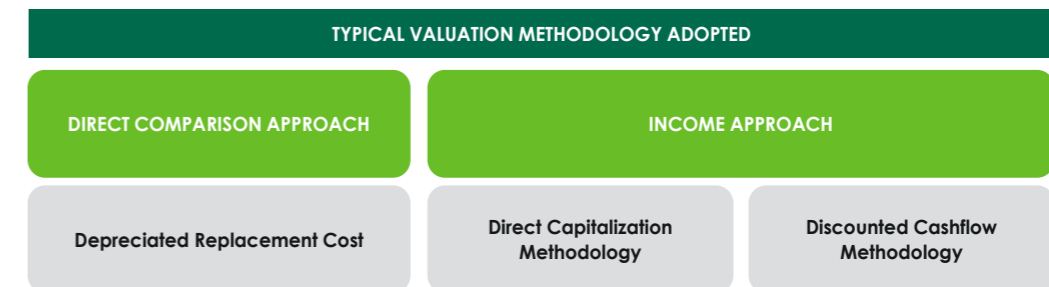 TYPICAL VALUATION METHODOLOGY ADOPTED
DIRECT COMPARISON APPROACH
INCOME APPROACH
Depreciated Replacement Cost
Direct Capitalization
Methodology
Discounted Cashflow
Methodology